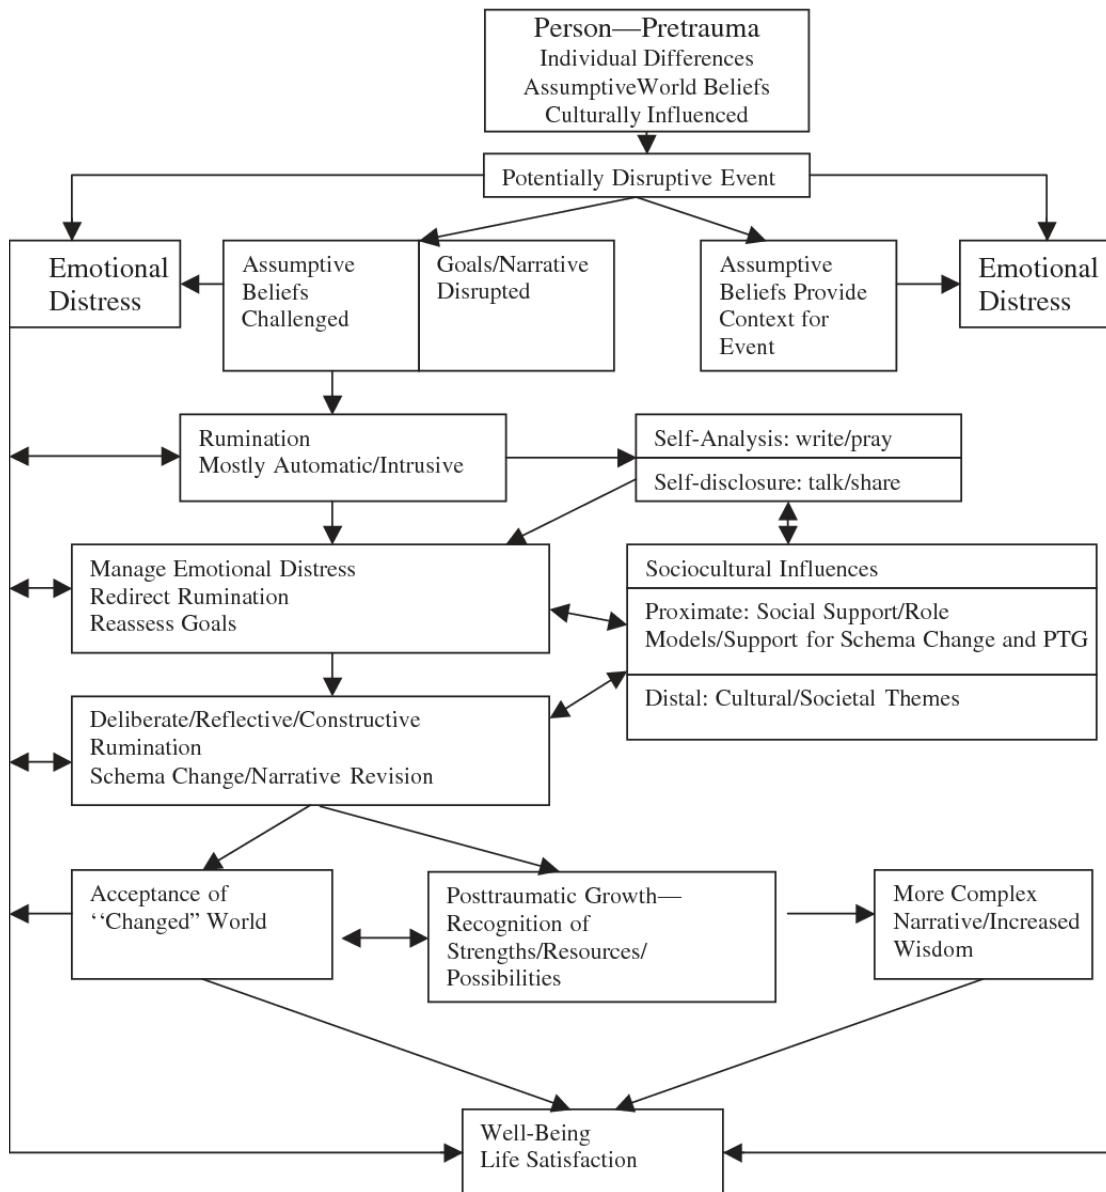 Person—Pretrauma
Individual Differences
AssumptiveWorld Beliefs
Culturally Influenced
Potentially Disruptive Event
Emotional
Distress
Assumptive
Beliefs
Challenged
Goals/Narrative
Disrupted
Assumptive
Beliefs Provide
Context for
Event
Emotional
Distress
Rumination
Mostly Automatic/Intrusive
Self-Analysis: write/pray
Self-disclosure: talk/share
Manage Emotional Distress
Redirect Rumination
Reassess Goals
Sociocultural Influences
Proximate: Social Support/Role
Models/Support for Schema Change and PTG
Distal: Cultural/Societal Themes
Deliberate/Reflective/Constructive
Rumination
Schema Change/Narrative Revision
Acceptance of
‘‘Changed” World
Posttraumatic Growth—
Recognition of
Strengths/Resources/
Possibilities
More Complex
Narrative/Increased
Wisdom
Well-Being
Life Satisfaction